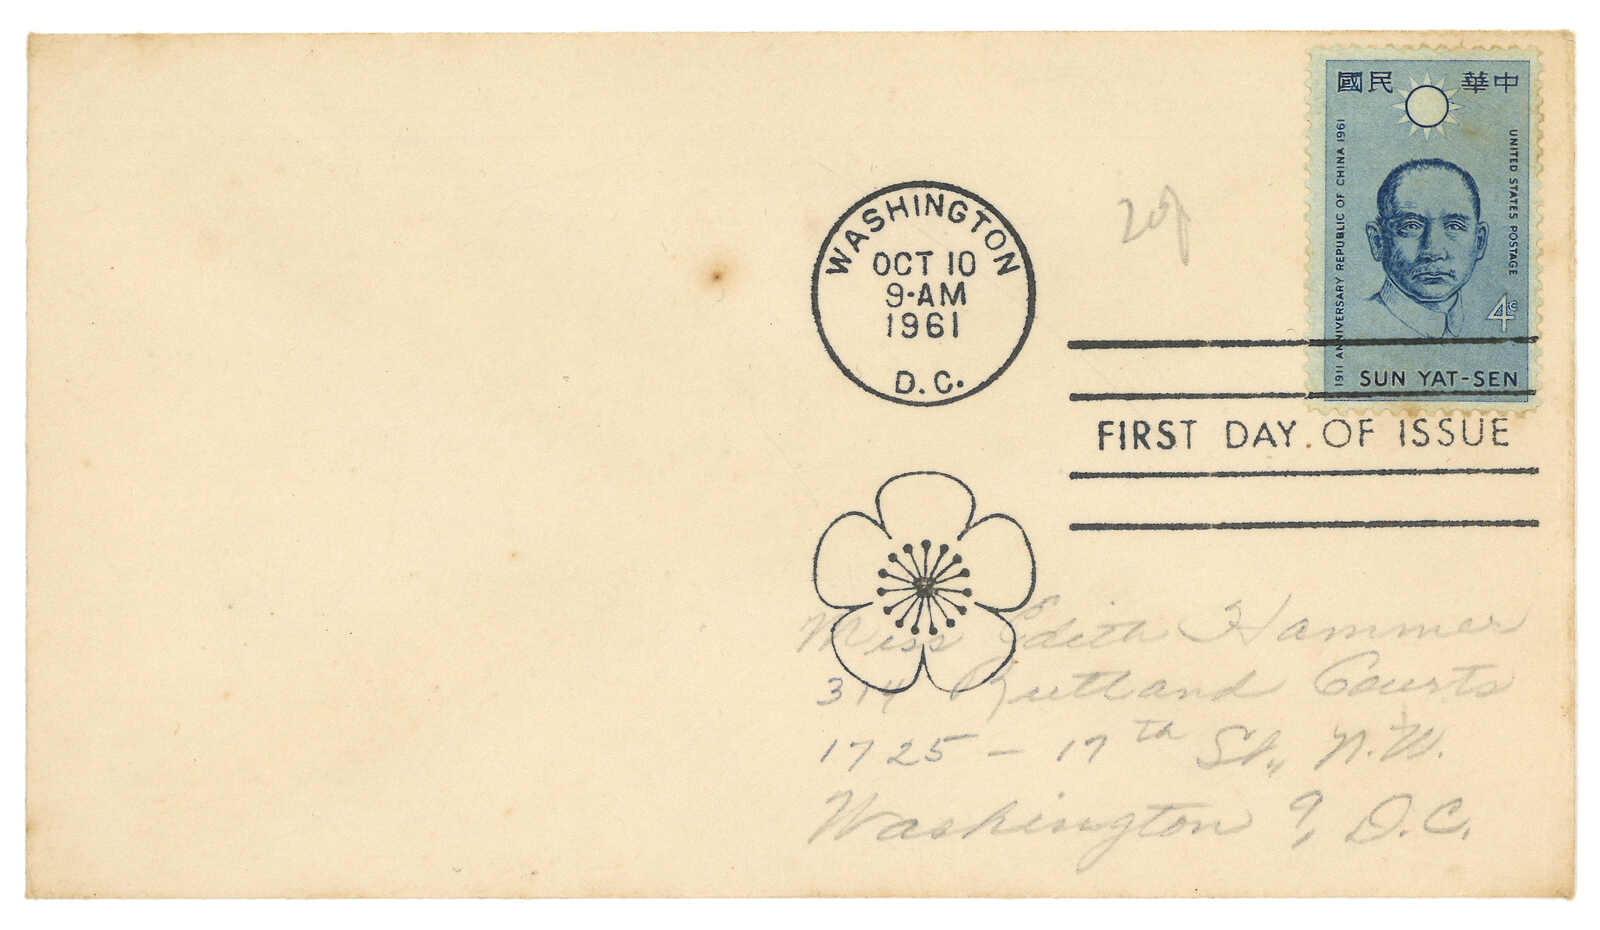 國民 華中
1911 ANNIVERSARY REPUBLIC OF CHINA 1961
UNITED STATES POSTAGE
4c
SUN YAT-SEN
WASHINGTON
OCT 10
9-AM
1961
D.C.
20¢
FIRST DAY OF ISSUE
Miss Edith Hammer
314 Rutland Courts
1725 - 17th St., N.W.
Washington 9, D.C.